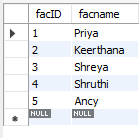 facID facname
1 Priya
2 Keerthana
3 Shreya
4 Shruthi
5 Ancy
NULL NULL